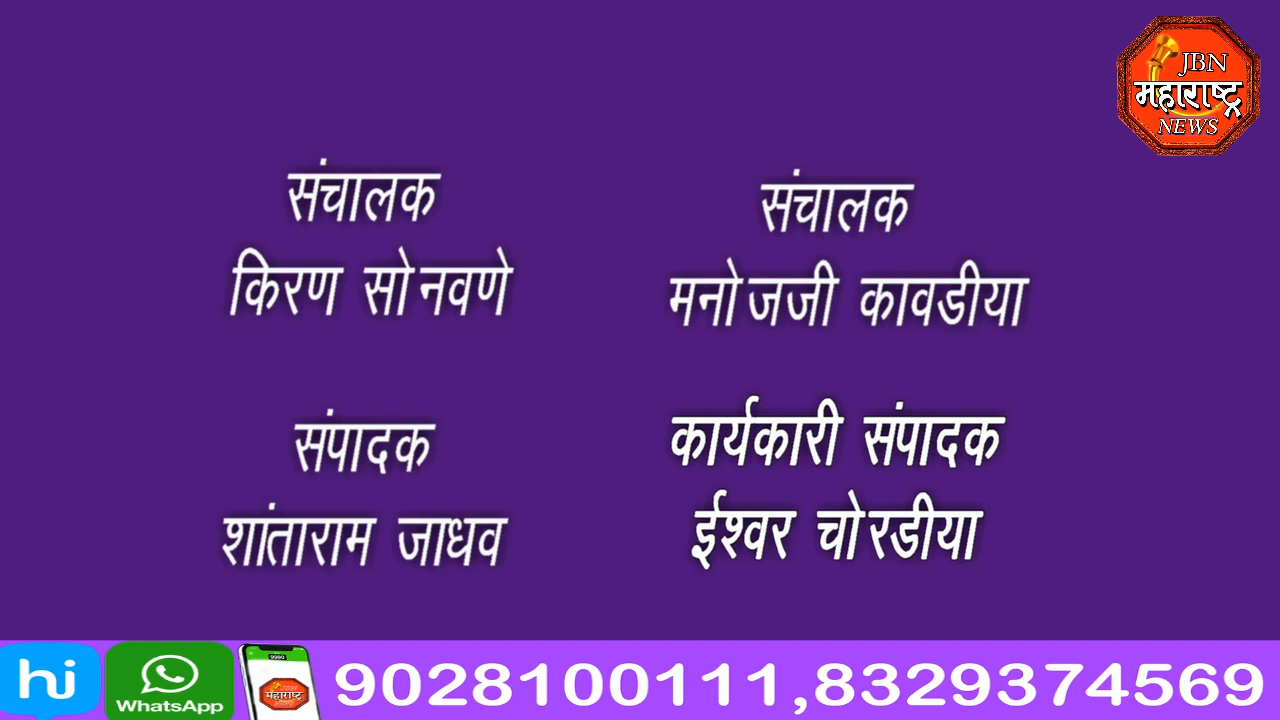 JBN
महाराष्ट्र
NEWS
संचालक
किरण सोनवणे
संचालक
मनोजजी कावडीया
संपादक
शांताराम जाधव
कार्यकारी संपादक
ईश्वर चोरडीया
hi
WhatsApp
महाराष्ट्र
9028100111,8329374569